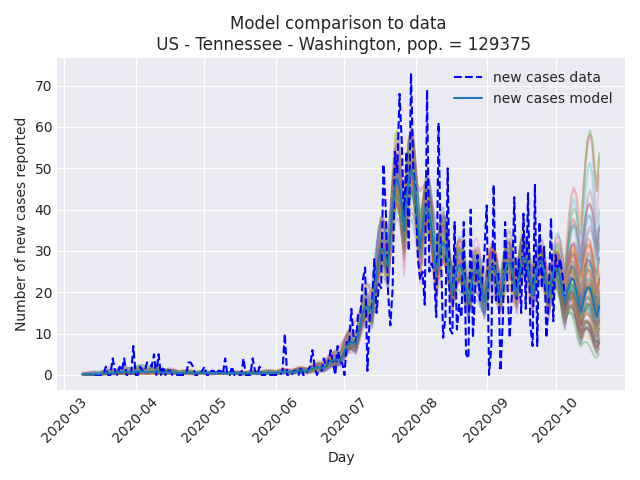 Model comparison to data
US - Tennessee - Washington, pop. = 129375
Number of new cases reported
70
60
50
40
30
20
10
0
new cases data
new cases model
2020-03
2020-04
2020-05
2020-06
2020-07
2020-08
2020-09
2020-10
Day